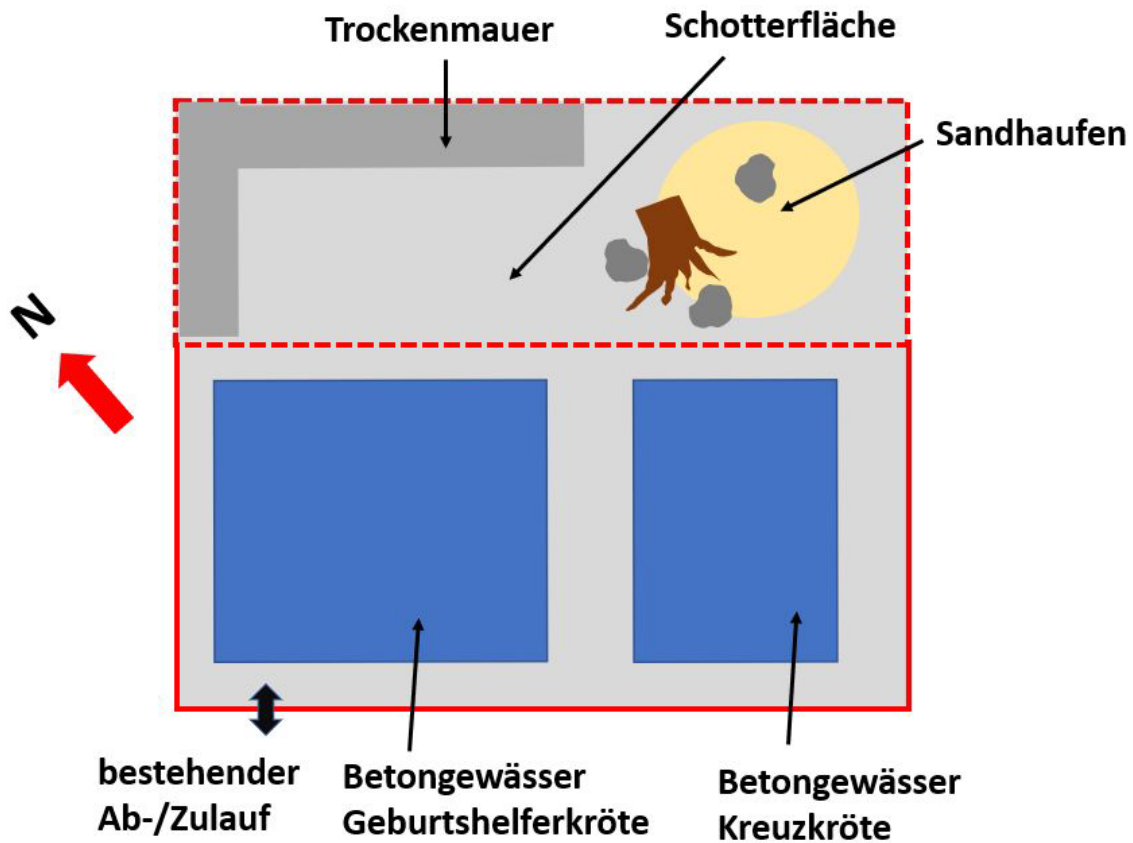 Trockenmauer
Schotterfläche
Sandhaufen
N
bestehender
Ab-/Zulauf
Betongewässer
Geburtshelferkröte
Betongewässer
Kreuzkröte